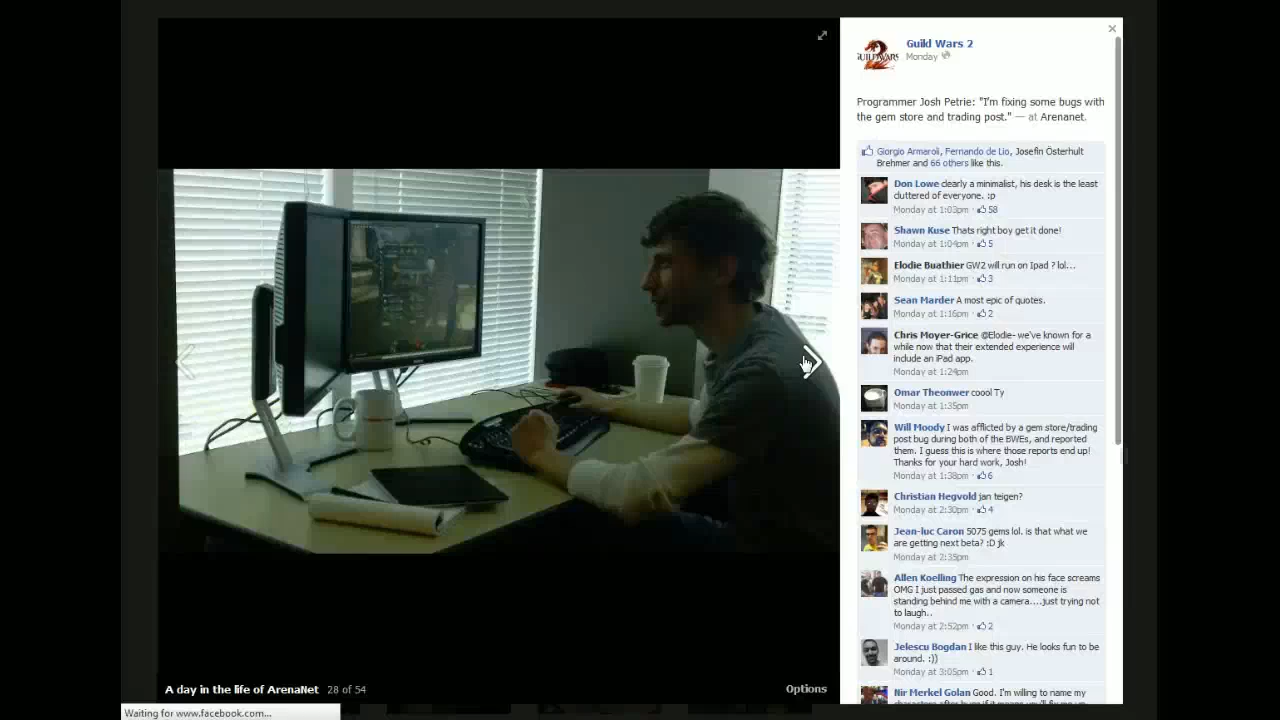 Guild Wars 2
Monday
GUILDWARS
2
Programmer Josh Petrie: "I'm fixing some bugs with
the gem store and trading post." — at Arenanet.
Giorgio Armaroli, Fernando de Lio, Josefin Österhult
Brehmer and 66 others like this.
Don Lowe clearly a minimalist, his desk is the least
cluttered of everyone. :p
Monday at 1:03pm · 58
Shawn Kuse Thats right boy get it done!
Monday at 1:04pm · 5
Elodie Buathier GW2 will run on Ipad ? lol...
Monday at 1:11pm · 3
Sean Marder A most epic of quotes.
Monday at 1:16pm · 2
Chris Moyer-Grice @Elodie- we've known for a
while now that their extended experience will
include an iPad app.
Monday at 1:24pm
Omar Theonwer coool Ty
Monday at 1:35pm
Will Moody I was afflicted by a gem store/trading
post bug during both of the BWEs, and reported
them. I guess this is where those reports end up!
Thanks for your hard work, Josh!
Monday at 1:38pm · 6
Christian Hegvold jan teigen?
Monday at 2:30pm · 4
Jean-luc Caron 5075 gems lol. is that what we
are getting next beta? :D jk
Monday at 2:35pm
Allen Koelling The expression on his face screams
OMG I just passed gas and now someone is
standing behind me with a camera....just trying not
to laugh..
Monday at 2:52pm · 2
Jelescu Bogdan I like this guy. He looks fun to be
around. :))
Monday at 3:05pm · 1
Nir Merkel Golan Good. I'm willing to name my
A day in the life of ArenaNet 28 of 54
Options
Waiting for www.facebook.com...